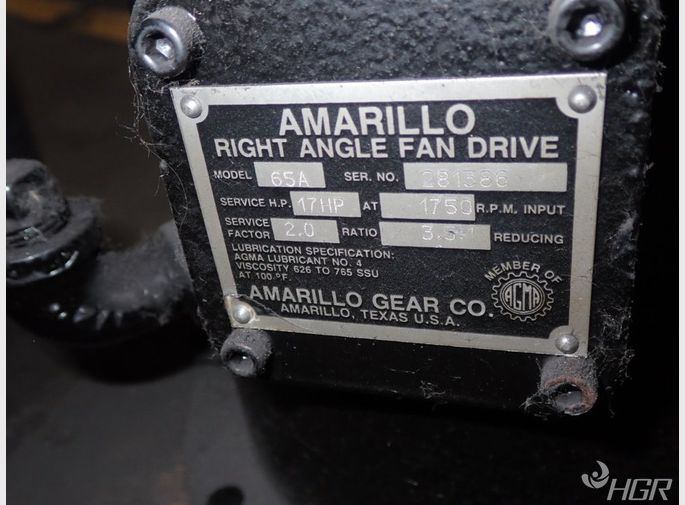 AMARILLO
RIGHT ANGLE FAN DRIVE
MODEL 65A SER. NO. 281586
SERVICE H.P. 17HP AT 1750 R.P.M. INPUT
SERVICE FACTOR 2.0 RATIO REDUCING
LUBRICATION SPECIFICATION:
AGMA LUBRICANT NO. 4
VISCOSITY 626 TO 765 SSU
AT 100.°F.
MEMBER OF
AGMA
AMARILLO GEAR CO.
AMARILLO, TEXAS U.S.A.
HGR